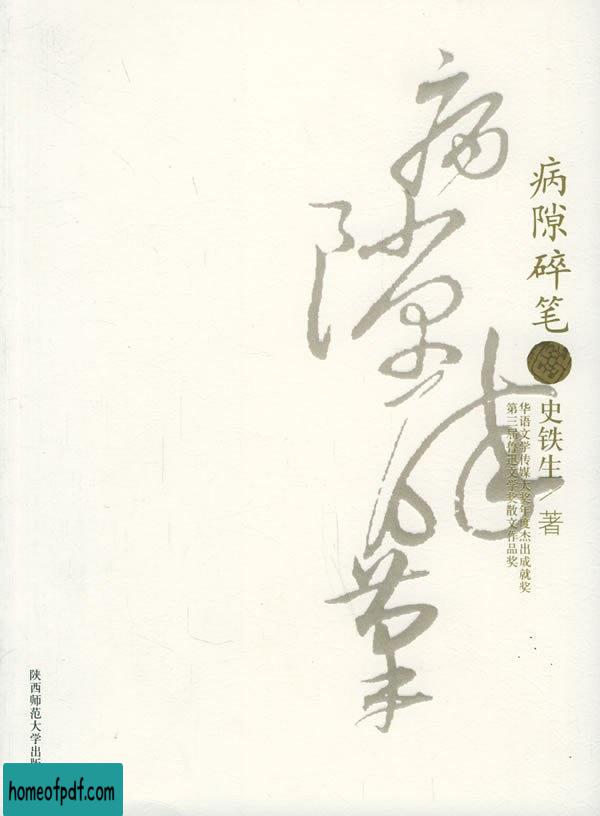 病隙碎筆
病隙碎笔
史铁生/著
华语文学传媒大奖年度杰出成就奖
第三届鲁迅文学奖散文作品奖
陕西师范大学出版
homeofpdf.com